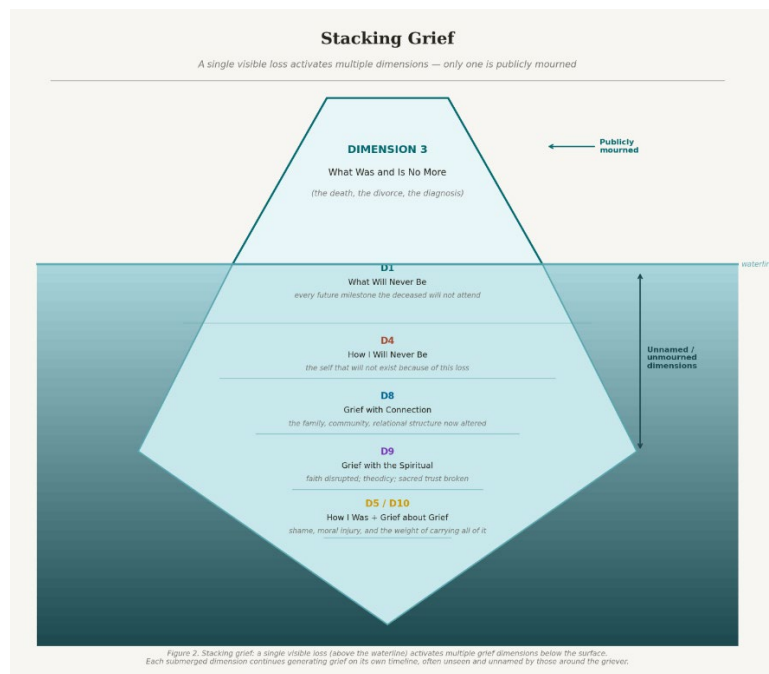 Stacking Grief
A single visible loss activates multiple dimensions — only one is publicly mourned
DIMENSION 3
What Was and Is No More
(the death, the divorce, the diagnosis)
Publicly
mourned
D1
What Will Never Be
every future milestone the deceased will not attend
D4
How I Will Never Be
the self that will not exist because of this loss
Unnamed /
unmourned
dimensions
D8
Grief with Connection
the family, community, relational structure now altered
D9
Grief with the Spiritual
faith disrupted; theodicy; sacred trust broken
D5 / D10
How I Was + Grief about Grief
shame, moral injury, and the weight of carrying all of it
Figure 2. Stacking grief: a single visible loss (above the waterline) activates multiple grief dimensions below the surface.
Each submerged dimension continues generating grief on its own timeline, often unseen and unnamed by those around the griever.